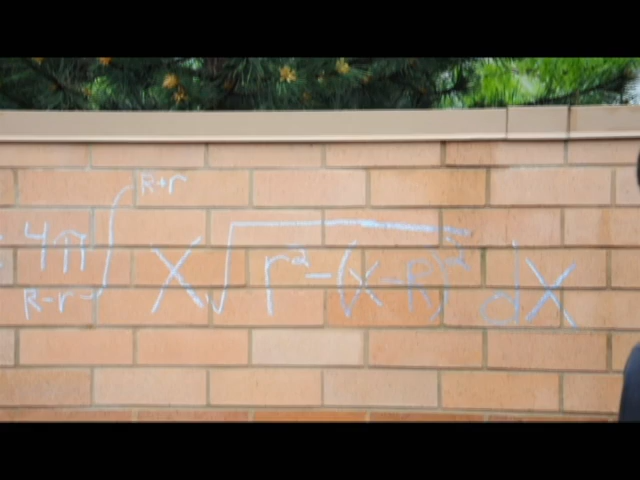 4π ∫_{R-r}^{R+r} x √(r² - (x-R)²) dx